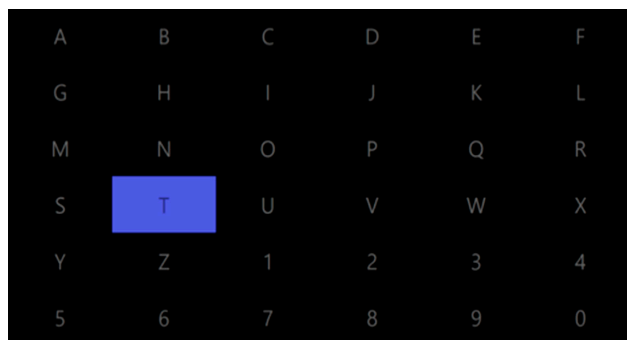 A B C D E F
G H I J K L
M N O P Q R
S T U V W X
Y Z 1 2 3 4
5 6 7 8 9 0